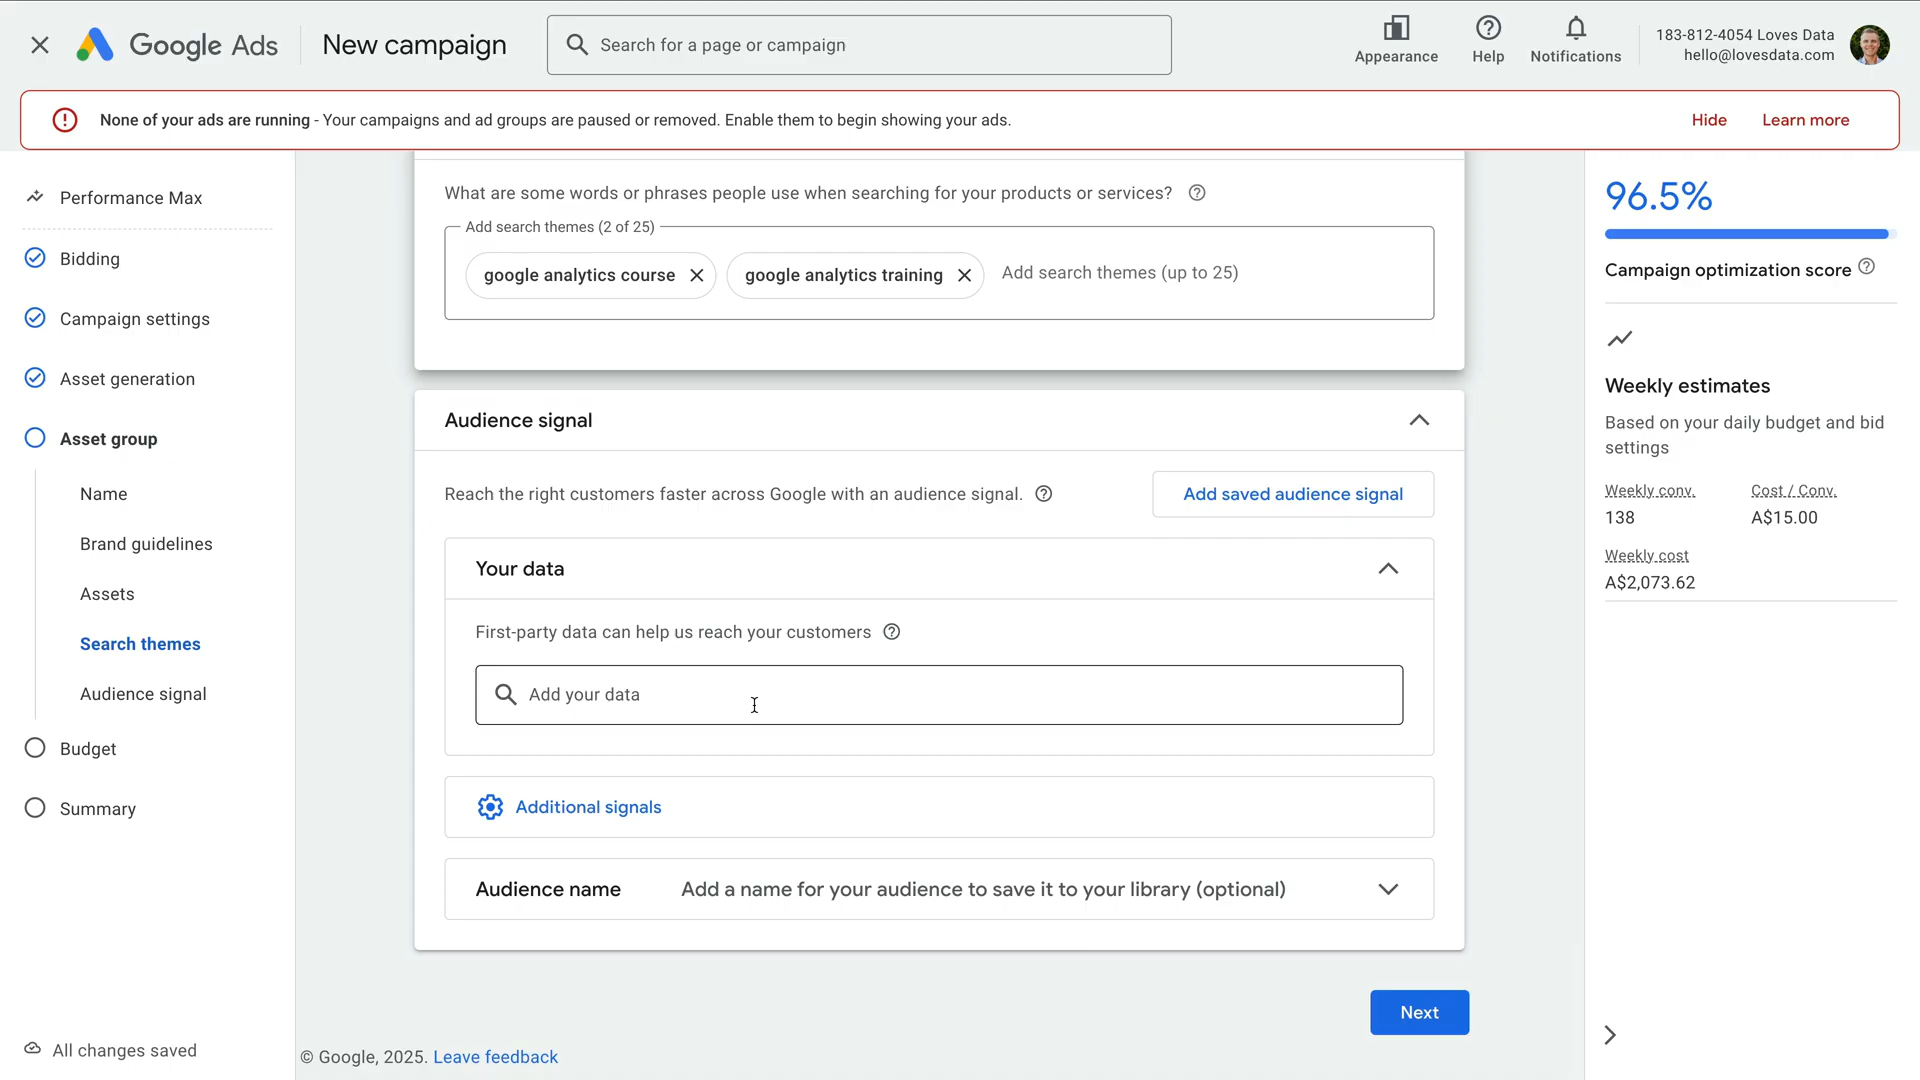 Google Ads
New campaign
Search for a page or campaign
Appearance
Help
Notifications
183-812-4054 Loves Data
hello@lovesdata.com
None of your ads are running - Your campaigns and ad groups are paused or removed. Enable them to begin showing your ads.
Hide
Learn more
Performance Max
Bidding
Campaign settings
Asset generation
Asset group
Name
Brand guidelines
Assets
Search themes
Audience signal
Budget
Summary
All changes saved
What are some words or phrases people use when searching for your products or services?
Add search themes (2 of 25)
google analytics course
google analytics training
Add search themes (up to 25)
Audience signal
Reach the right customers faster across Google with an audience signal.
Add saved audience signal
Your data
First-party data can help us reach your customers
Add your data
Additional signals
Audience name
Add a name for your audience to save it to your library (optional)
Next
© Google, 2025. Leave feedback
96.5%
Campaign optimization score
Weekly estimates
Based on your daily budget and bid
settings
Weekly conv.
Cost / Conv.
138
A$15.00
Weekly cost
A$2,073.62